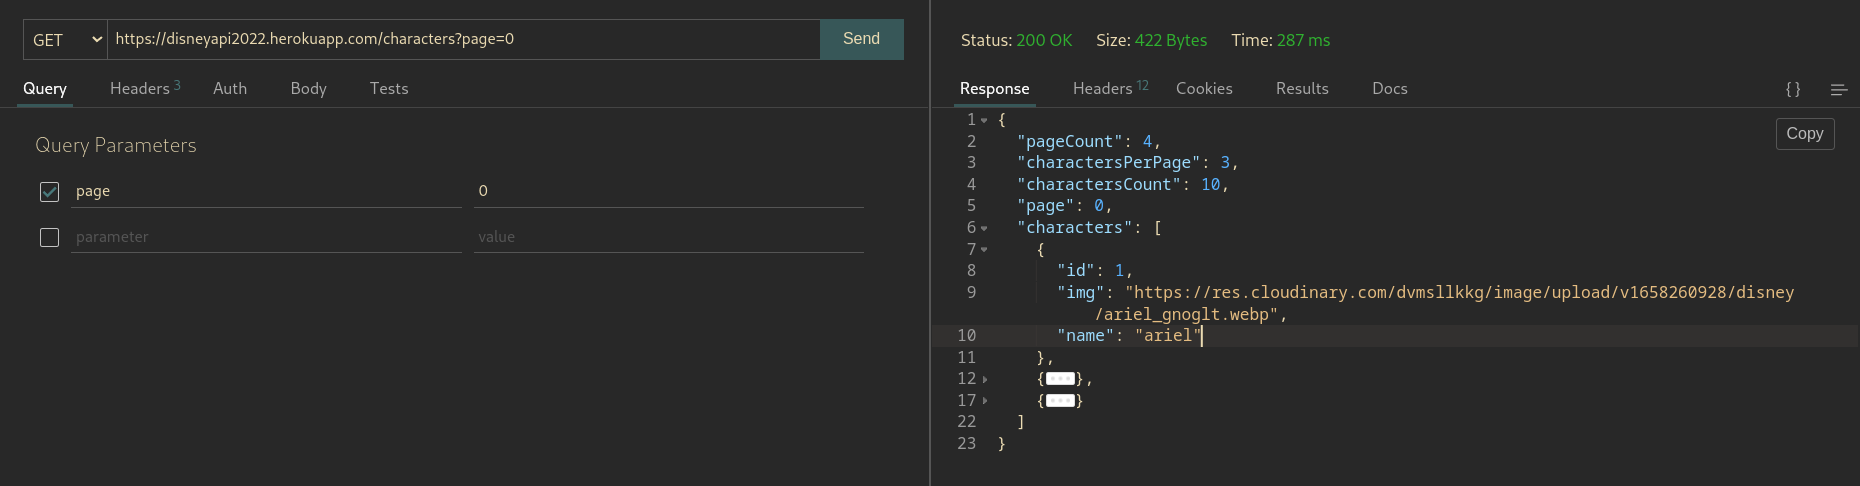 GET https://disneyapi2022.herokuapp.com/characters?page=0 Send
Query Headers 3 Auth Body Tests
Query Parameters
page 0
parameter value
Status: 200 OK Size: 422 Bytes Time: 287 ms
Response Headers 12 Cookies Results Docs {}
Copy
1 {
2 "pageCount": 4,
3 "charactersPerPage": 3,
4 "charactersCount": 10,
5 "page": 0,
6 "characters": [
7 {
8 "id": 1,
9 "img": "https://res.cloudinary.com/dvmsllkkg/image/upload/v1658260928/disney
/ariel_gnoglt.webp",
10 "name": "ariel"
11 },
12 {...},
17 {...}
22 ]
23 }